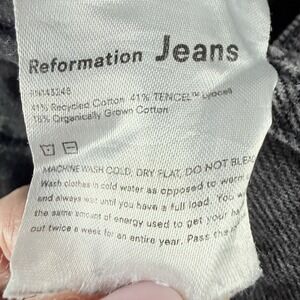 Reformation Jeans
RN143248
41% Recycled Cotton 41% TENCEL™ Lyocell
18% Organically Grown Cotton
MACHINE WASH COLD, DRY FLAT, DO NOT BLEAC
Wash clothes in cold water as opposed to warm
and always wait until you have a full load. You w
the same amount of energy used to get your ha
out twice a week for an entire year. Pass the